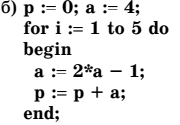 б) p := 0; a := 4;
for i := 1 to 5 do
begin
a := 2*a − 1;
p := p + a;
end;